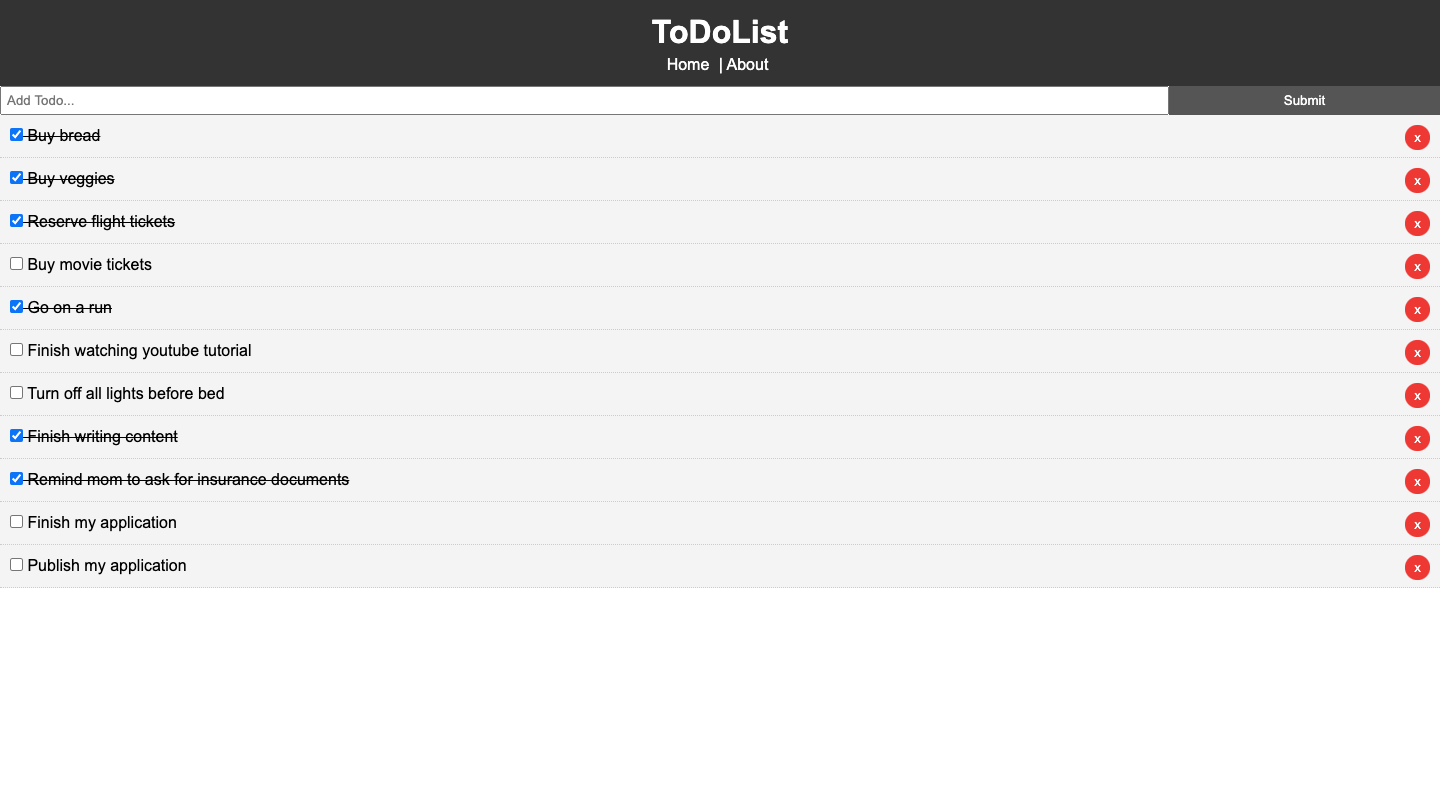 ToDoList
Home | About
Add Todo... Submit
Buy bread x
Buy veggies x
Reserve flight tickets x
Buy movie tickets x
Go on a run x
Finish watching youtube tutorial x
Turn off all lights before bed x
Finish writing content x
Remind mom to ask for insurance documents x
Finish my application x
Publish my application x